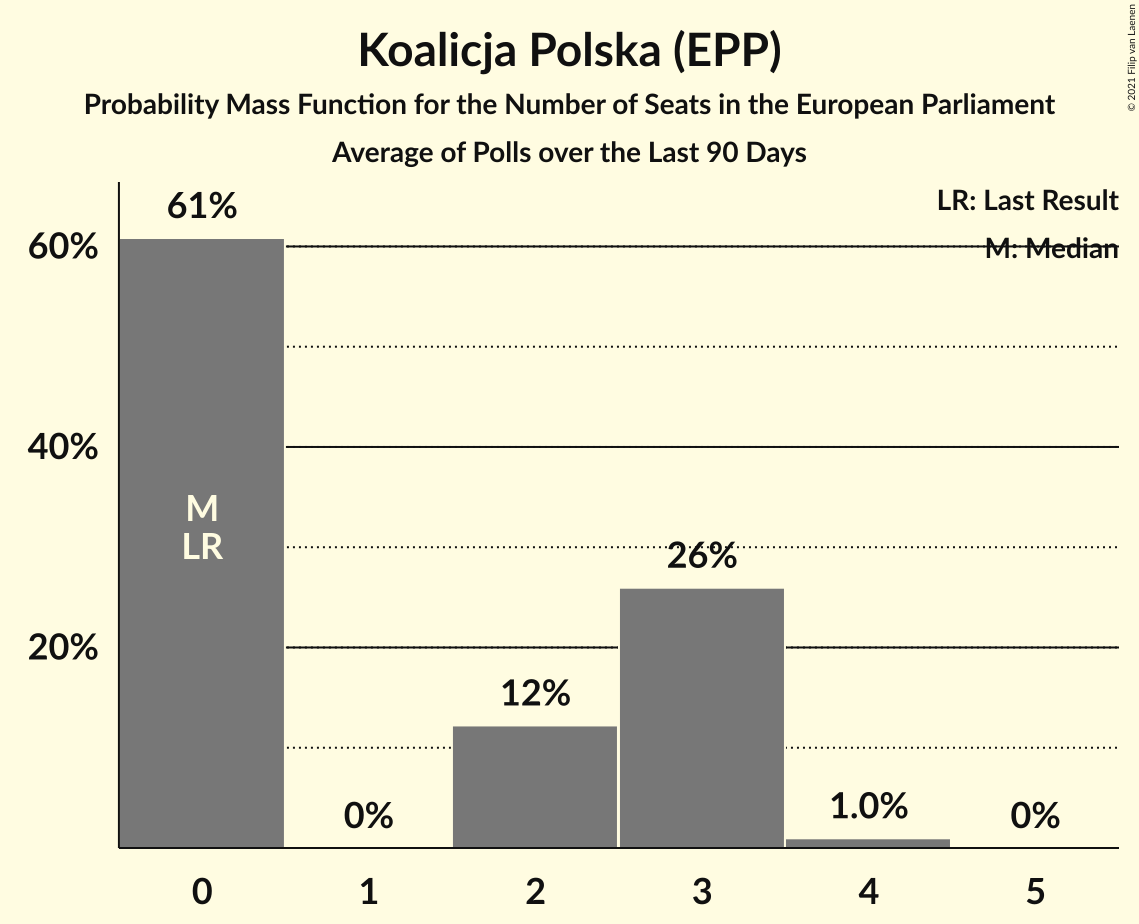 Koalicja Polska (EPP)
Probability Mass Function for the Number of Seats in the European Parliament
Average of Polls over the Last 90 Days
© 2021 Filip van Laenen
LR: Last Result
M: Median
61%
60%
40%
20%
M
LR
0%
12%
26%
1.0%
0%
0
1
2
3
4
5